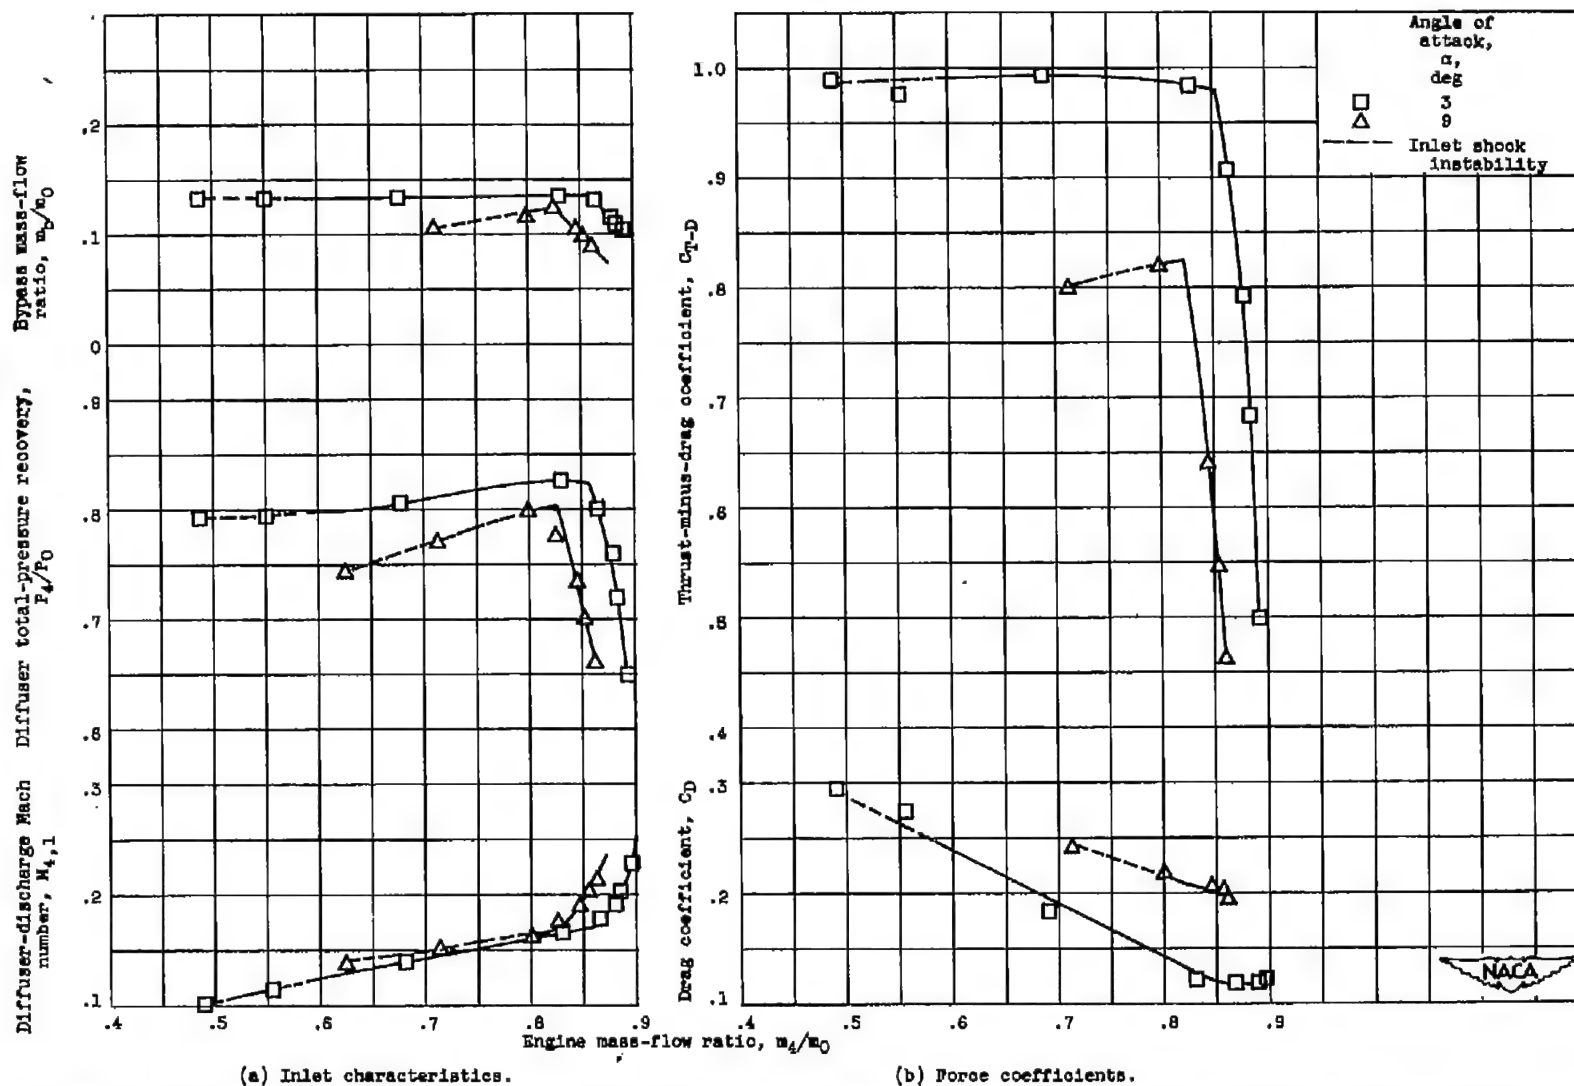 Angle of
attack,
α,
deg
□ 3
△ 9
Inlet shock
instability
Bypass mass-flow
ratio, m_b/m_0
.2
.1
0
Diffuser total-pressure recovery,
P_4/P_0
.9
.8
.7
.6
Diffuser-discharge Mach
number, M_4,1
.3
.2
.1
.4 .5 .6 .7 .8 .9
Thrust-minus-drag coefficient, C_T-D
1.0
.9
.8
.7
.6
.5
.4
Drag coefficient, C_D
.3
.2
.1
.4 .5 .6 .7 .8 .9
Engine mass-flow ratio, m_4/m_0
(a) Inlet characteristics.
(b) Force coefficients.
NACA